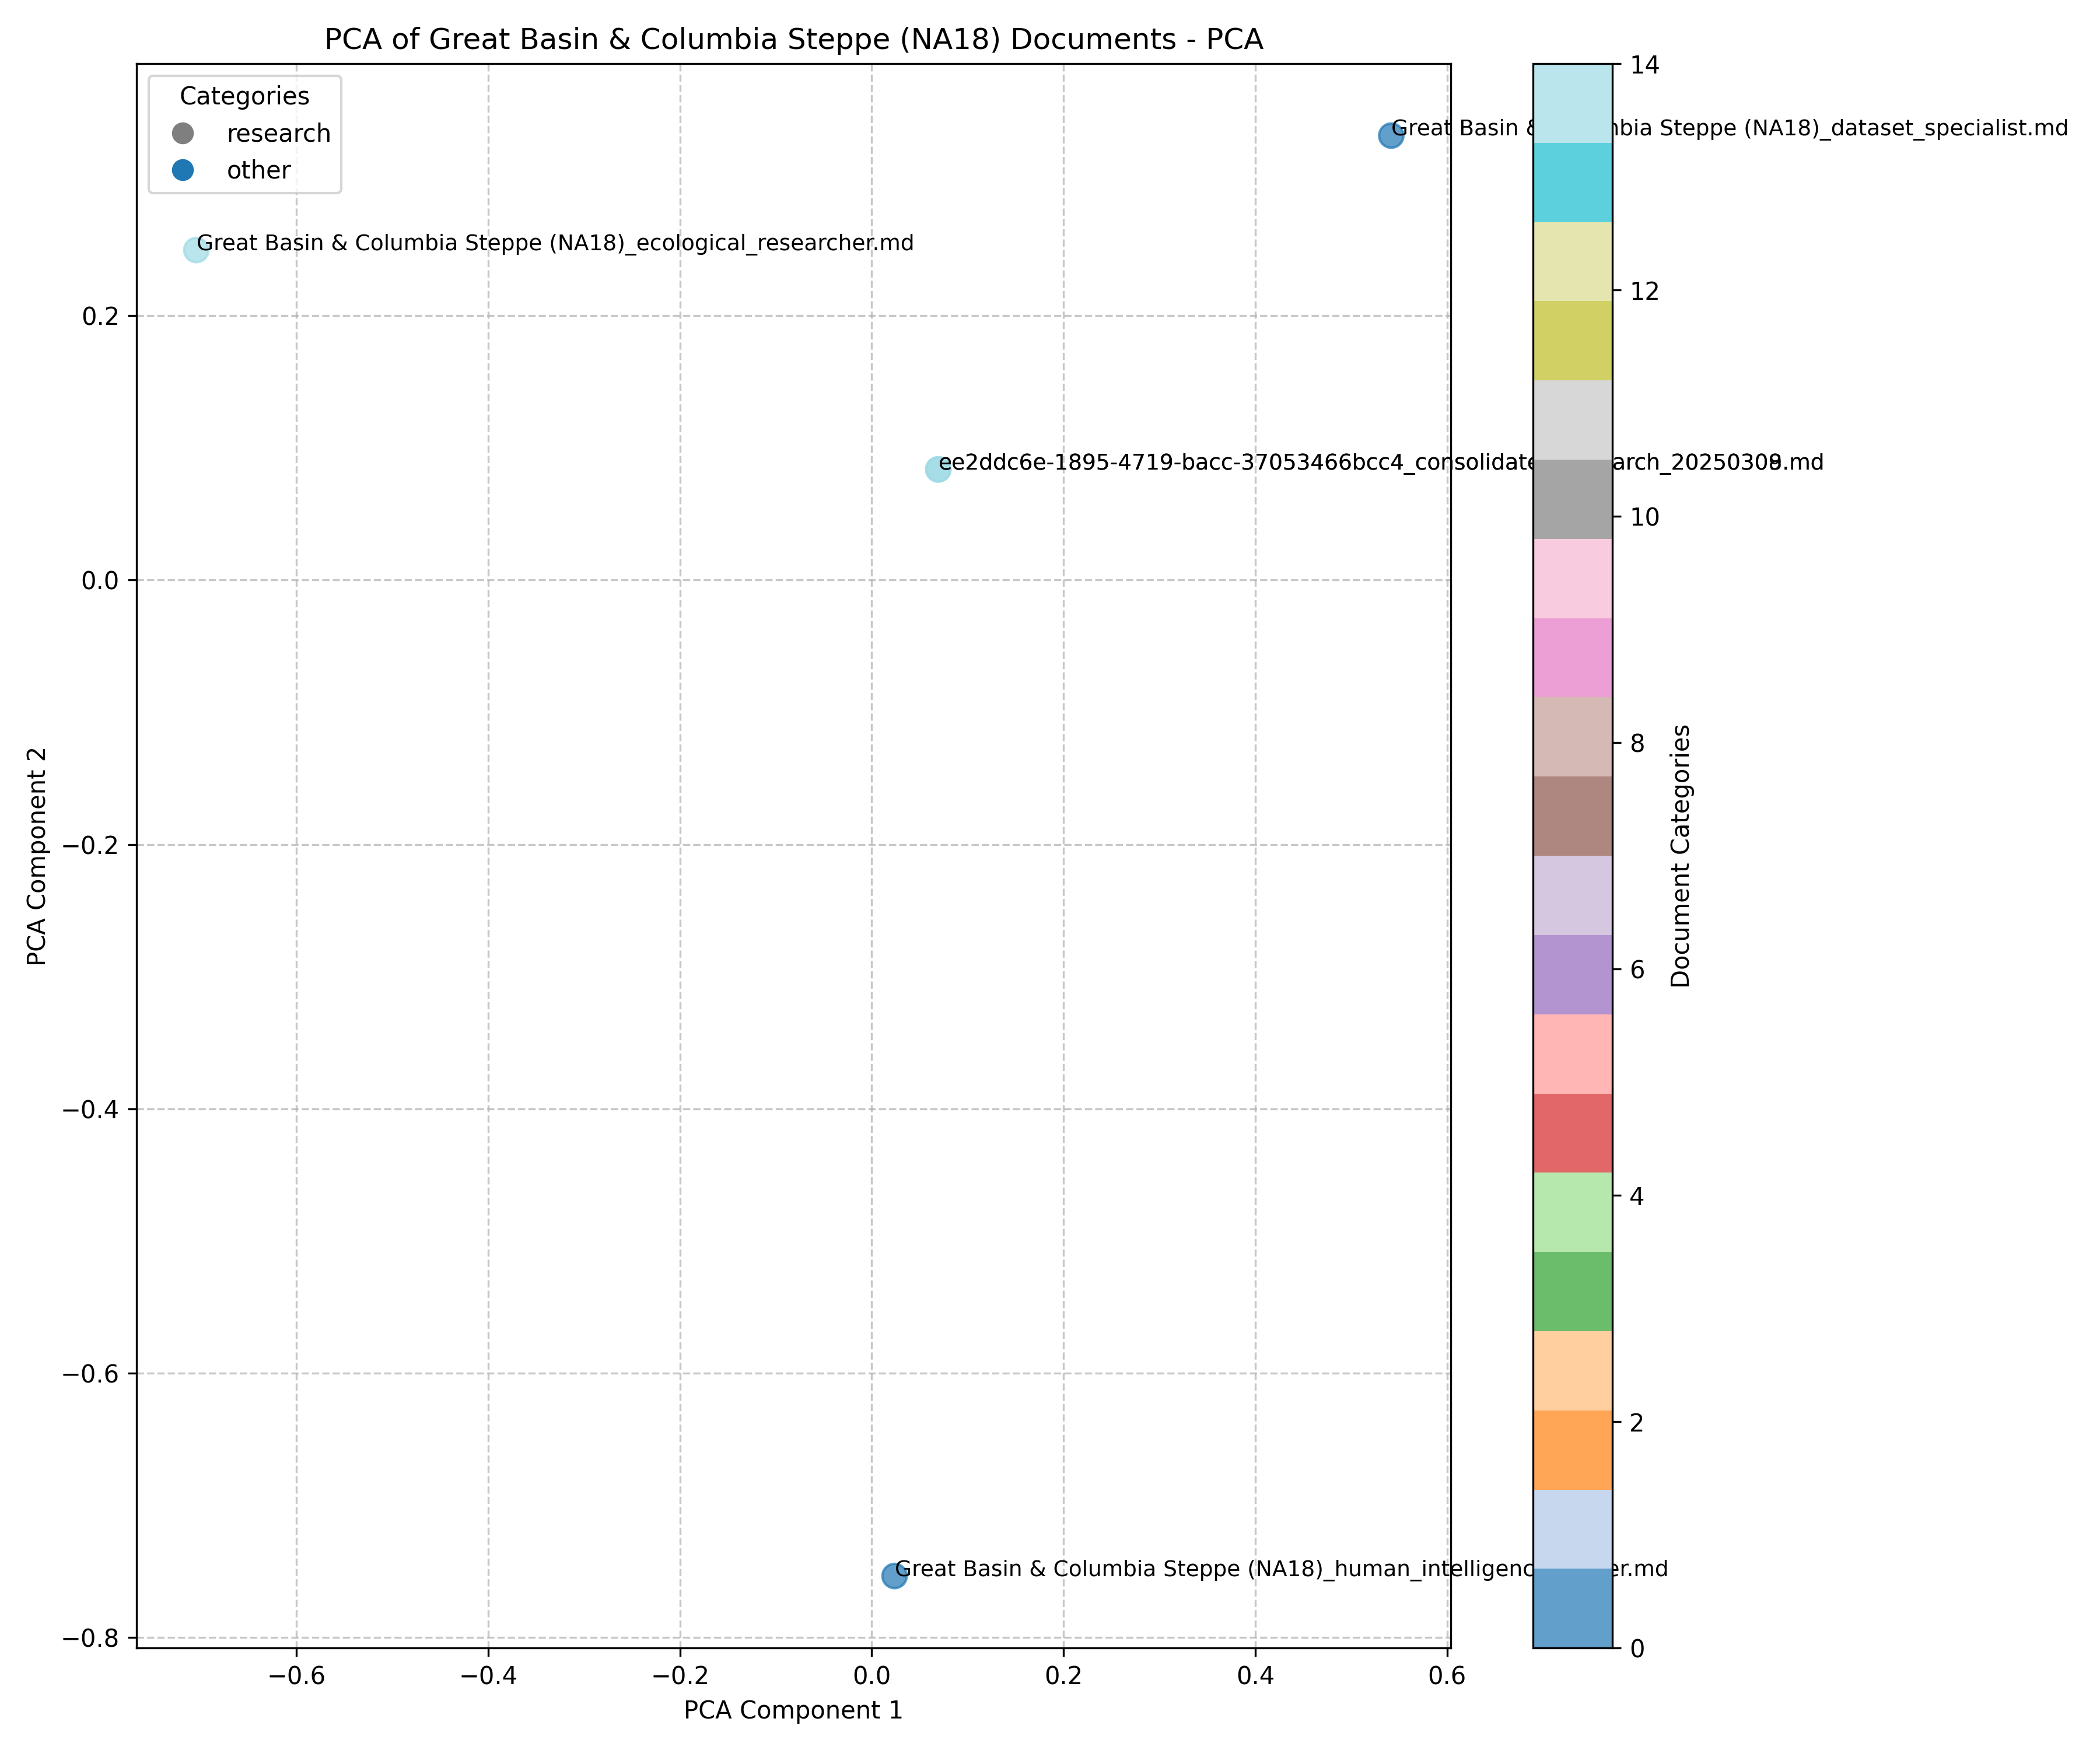 PCA of Great Basin & Columbia Steppe (NA18) Documents - PCA
Categories
research
other
Great Basin & mbia Steppe (NA18)_dataset_specialist.md
Great Basin & Columbia Steppe (NA18)_ecological_researcher.md
ee2ddc6e-1895-4719-bacc-37053466bcc4_consolidate arch_2025030 .md
Great Basin & Columbia Steppe (NA18)_human_intelligenc er.md
0.2
0.0
−0.2
−0.4
−0.6
−0.8
PCA Component 2
−0.6
−0.4
−0.2
0.0
0.2
0.4
0.6
PCA Component 1
14
12
10
8
6
4
2
0
Document Categories